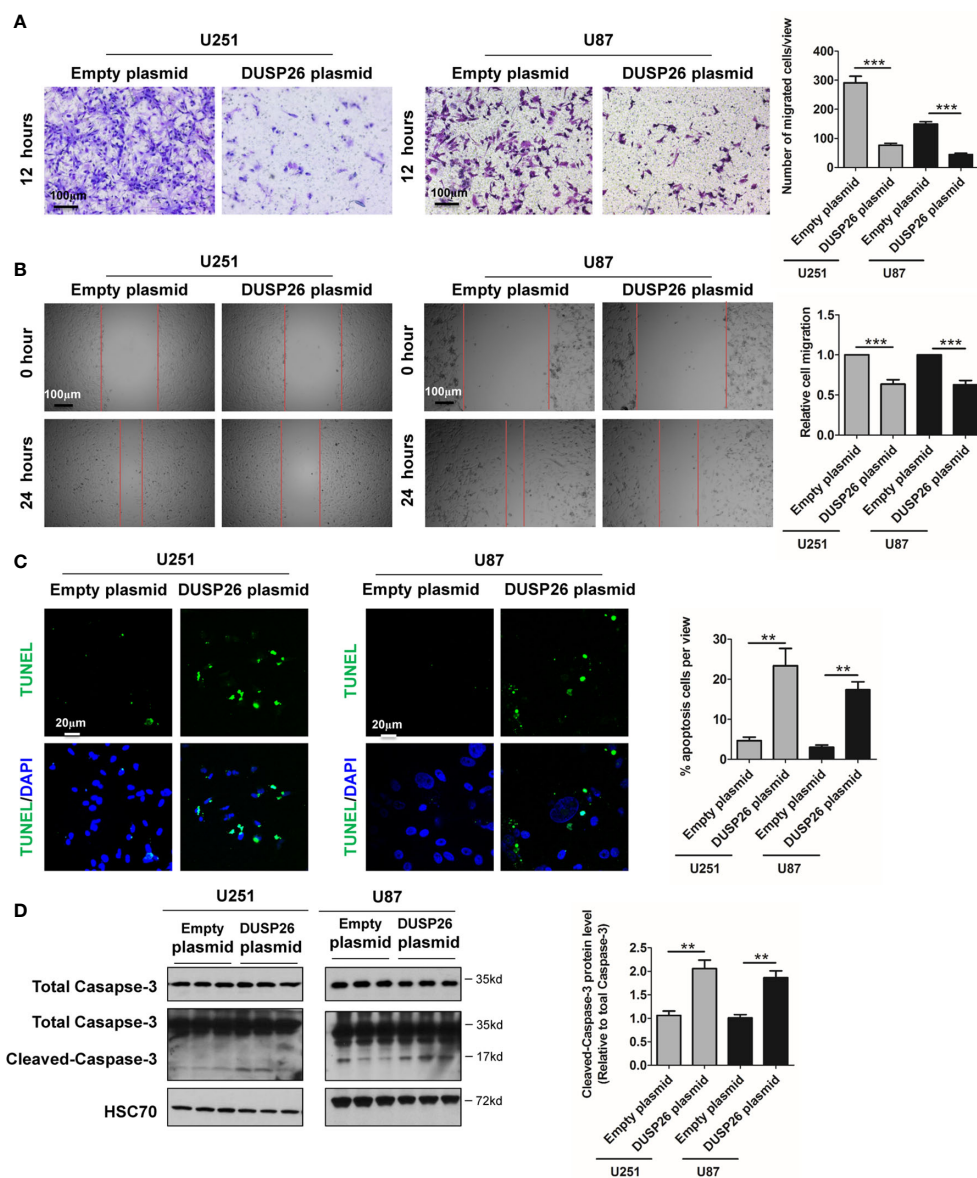 A
U251
U87
Empty plasmid
DUSP26 plasmid
Empty plasmid
DUSP26 plasmid
12 hours
100μm
12 hours
100μm
Number of migrated cells/view
400
300
200
100
0
***
***
Empty plasmid
DUSP26 plasmid
Empty plasmid
DUSP26 plasmid
U251
U87
B
U251
U87
Empty plasmid
DUSP26 plasmid
Empty plasmid
DUSP26 plasmid
0 hour
100μm
0 hour
100μm
24 hours
24 hours
Relative cell migration
1.5
1.0
0.5
0.0
***
***
Empty plasmid
DUSP26 plasmid
Empty plasmid
DUSP26 plasmid
U251
U87
C
U251
U87
Empty plasmid
DUSP26 plasmid
Empty plasmid
DUSP26 plasmid
TUNEL
20μm
TUNEL
20μm
TUNEL/DAPI
TUNEL/DAPI
% apoptosis cells per view
40
30
20
10
0
**
**
Empty plasmid
DUSP26 plasmid
Empty plasmid
DUSP26 plasmid
U251
U87
D
U251
U87
Empty
plasmid
DUSP26
plasmid
Empty
plasmid
DUSP26
plasmid
Total Casapse-3
35kd
Total Casapse-3
35kd
Cleaved-Caspase-3
17kd
HSC70
72kd
Cleaved-Caspase-3 protein level
(Relative to toal Caspase-3)
2.5
2.0
1.5
1.0
0.5
0.0
**
**
Empty plasmid
DUSP26 plasmid
Empty plasmid
DUSP26 plasmid
U251
U87